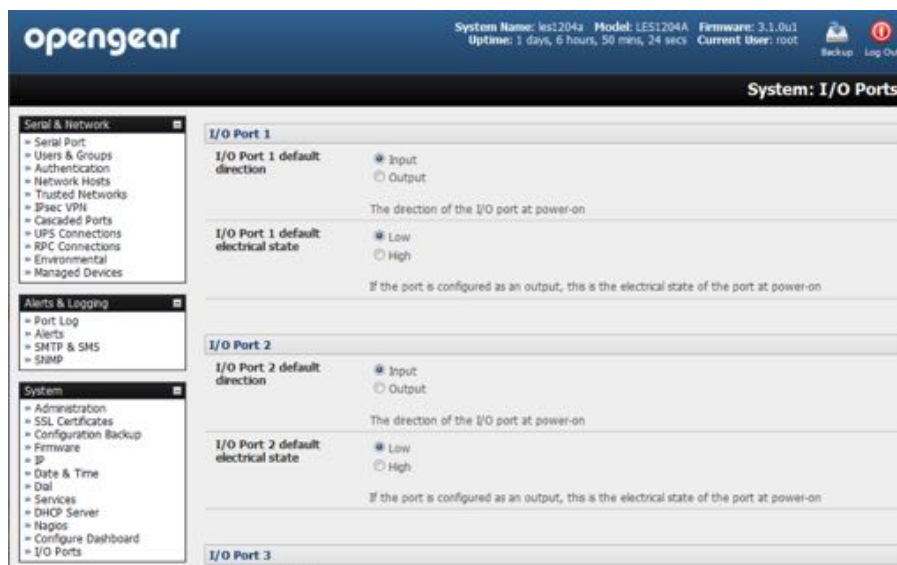 opengear
System Name: les1204a Model: LES1204A Firmware: 3.1.0u1
Uptime: 1 days, 6 hours, 50 mins, 24 secs Current User: root
Backup
Log Out
System: I/O Ports
Serial & Network
Serial Port
Users & Groups
Authentication
Network Hosts
Trusted Networks
IPsec VPN
Cascaded Ports
UPS Connections
RPC Connections
Environmental
Managed Devices
Alerts & Logging
Port Log
Alerts
SMTP & SMS
SNMP
System
Administration
SSL Certificates
Configuration Backup
Firmware
IP
Date & Time
Dial
Services
DHCP Server
Nagios
Configure Dashboard
I/O Ports
I/O Port 1
I/O Port 1 default
direction
Input
Output
The direction of the I/O port at power-on
I/O Port 1 default
electrical state
Low
High
If the port is configured as an output, this is the electrical state of the port at power-on
I/O Port 2
I/O Port 2 default
direction
Input
Output
The direction of the I/O port at power-on
I/O Port 2 default
electrical state
Low
High
If the port is configured as an output, this is the electrical state of the port at power-on
I/O Port 3